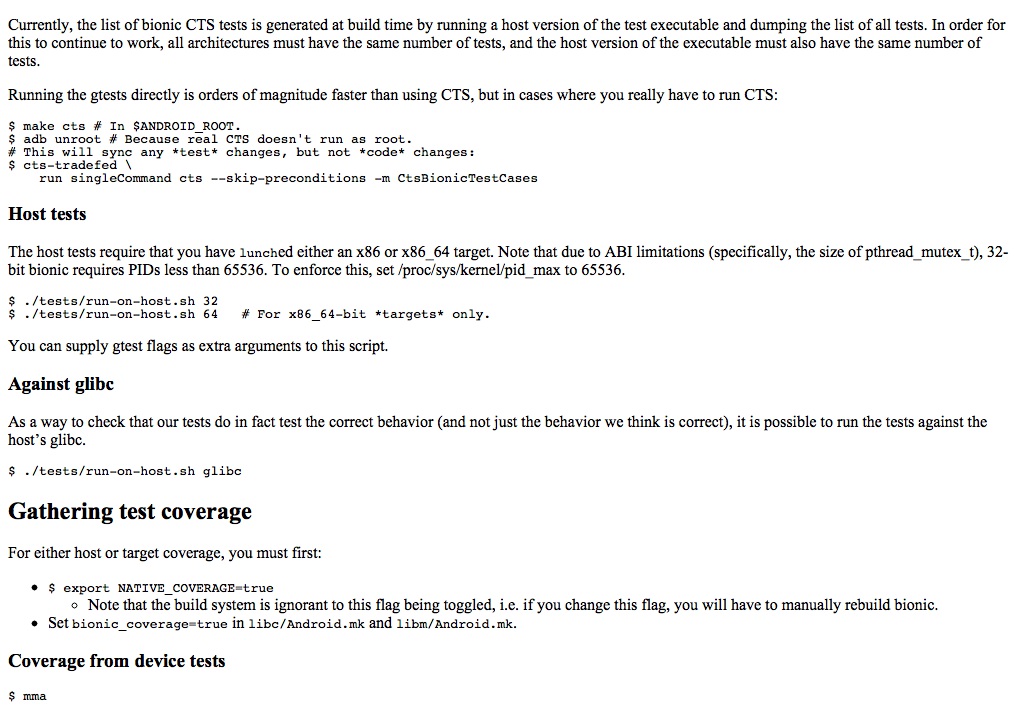 Currently, the list of bionic CTS tests is generated at build time by running a host version of the test executable and dumping the list of all tests. In order for
this to continue to work, all architectures must have the same number of tests, and the host version of the executable must also have the same number of
tests.
Running the gtests directly is orders of magnitude faster than using CTS, but in cases where you really have to run CTS:
$ make cts # In $ANDROID_ROOT.
$ adb unroot # Because real CTS doesn't run as root.
# This will sync any *test* changes, but not *code* changes:
$ cts-tradefed \
run singleCommand cts --skip-preconditions -m CtsBionicTestCases
Host tests
The host tests require that you have lunched either an x86 or x86_64 target. Note that due to ABI limitations (specifically, the size of pthread_mutex_t), 32-
bit bionic requires PIDs less than 65536. To enforce this, set /proc/sys/kernel/pid_max to 65536.
$ ./tests/run-on-host.sh 32
$ ./tests/run-on-host.sh 64 # For x86_64-bit *targets* only.
You can supply gtest flags as extra arguments to this script.
Against glibc
As a way to check that our tests do in fact test the correct behavior (and not just the behavior we think is correct), it is possible to run the tests against the
host’s glibc.
$ ./tests/run-on-host.sh glibc
Gathering test coverage
For either host or target coverage, you must first:
• $ export NATIVE_COVERAGE=true
◦ Note that the build system is ignorant to this flag being toggled, i.e. if you change this flag, you will have to manually rebuild bionic.
• Set bionic_coverage=true in libc/Android.mk and libm/Android.mk.
Coverage from device tests
$ mma